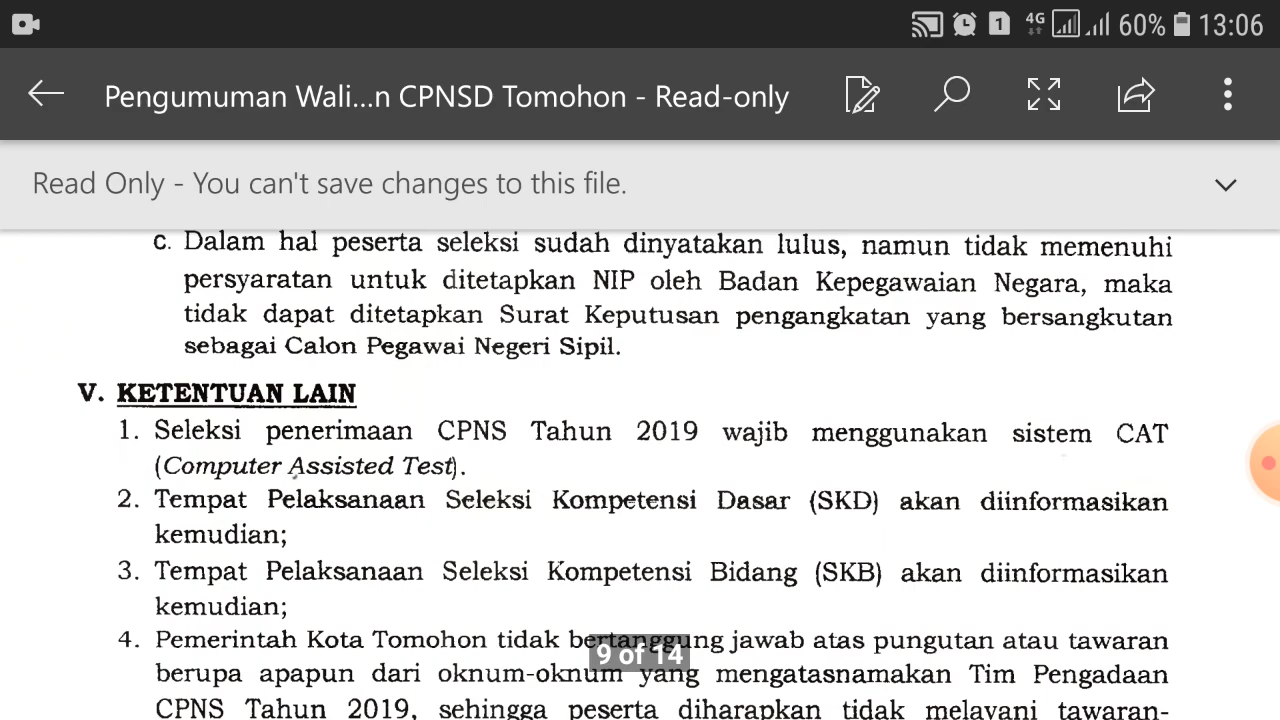 1 4G 60% 13:06
Pengumuman Wali...n CPNSD Tomohon - Read-only
Read Only - You can't save changes to this file.
c. Dalam hal peserta seleksi sudah dinyatakan lulus, namun tidak memenuhi
persyaratan untuk ditetapkan NIP oleh Badan Kepegawaian Negara, maka
tidak dapat ditetapkan Surat Keputusan pengangkatan yang bersangkutan
sebagai Calon Pegawai Negeri Sipil.
V. KETENTUAN LAIN
1. Seleksi penerimaan CPNS Tahun 2019 wajib menggunakan sistem CAT
(Computer Assisted Test).
2. Tempat Pelaksanaan Seleksi Kompetensi Dasar (SKD) akan diinformasikan
kemudian;
3. Tempat Pelaksanaan Seleksi Kompetensi Bidang (SKB) akan diinformasikan
kemudian;
4. Pemerintah Kota Tomohon tidak bertanggung jawab atas pungutan atau tawaran
9 of 14
berupa apapun dari oknum-oknum yang mengatasnamakan Tim Pengadaan
CPNS Tahun 2019, sehingga peserta diharapkan tidak melayani tawaran-